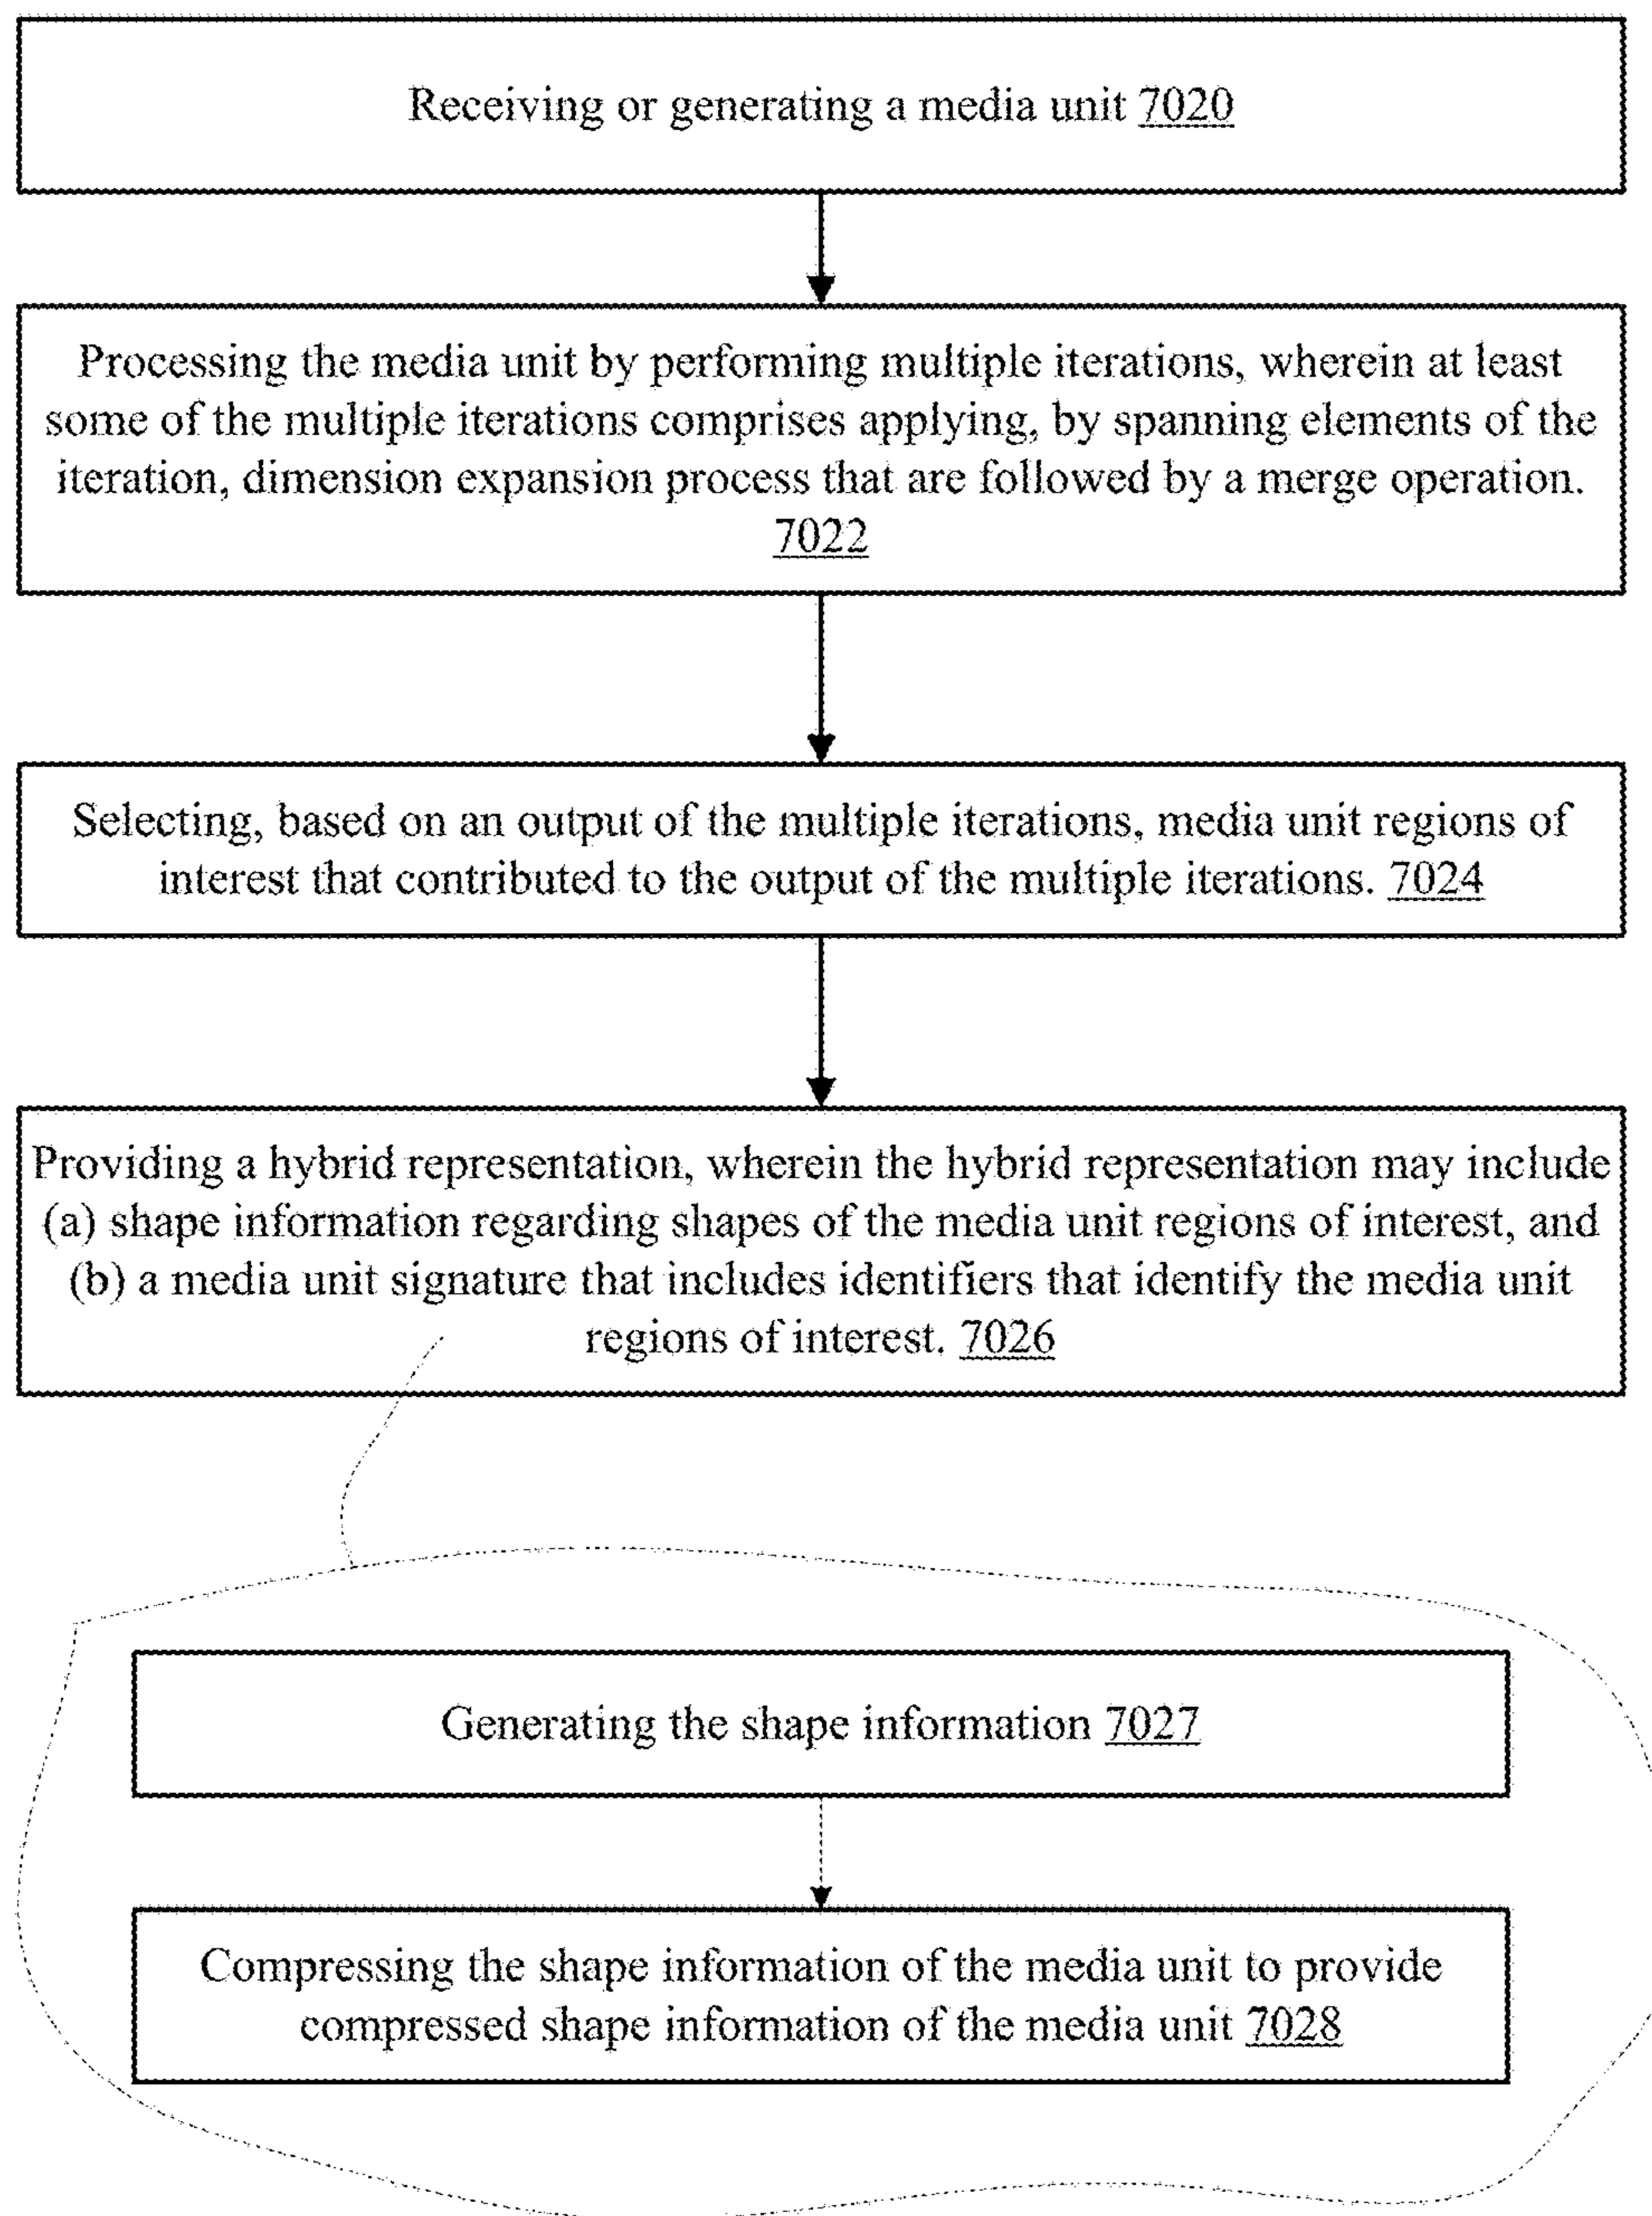 Receiving or generating a media unit 7020
Processing the media unit by performing multiple iterations, wherein at least
some of the multiple iterations comprises applying, by spanning elements of the
iteration, dimension expansion process that are followed by a merge operation.
7022
Selecting, based on an output of the multiple iterations, media unit regions of
interest that contributed to the output of the multiple iterations. 7024
Providing a hybrid representation, wherein the hybrid representation may include
(a) shape information regarding shapes of the media unit regions of interest, and
(b) a media unit signature that includes identifiers that identify the media unit
regions of interest. 7026
Generating the shape information 7027
Compressing the shape information of the media unit to provide
compressed shape information of the media unit 7028